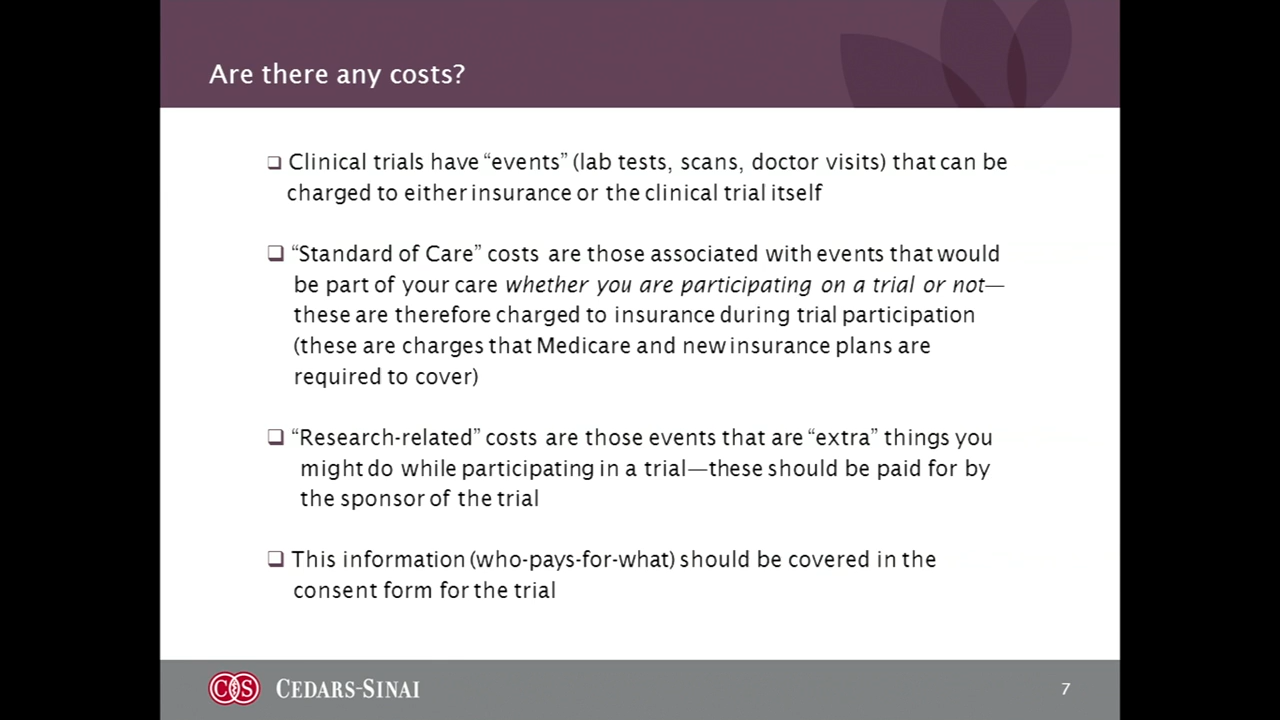 Are there any costs?
❑ Clinical trials have “events” (lab tests, scans, doctor visits) that can be
charged to either insurance or the clinical trial itself
❑ “Standard of Care” costs are those associated with events that would
be part of your care whether you are participating on a trial or not—
these are therefore charged to insurance during trial participation
(these are charges that Medicare and new insurance plans are
required to cover)
❑ “Research-related” costs are those events that are “extra” things you
might do while participating in a trial—these should be paid for by
the sponsor of the trial
❑ This information (who-pays-for-what) should be covered in the
consent form for the trial
CS CEDARS-SINAI
7